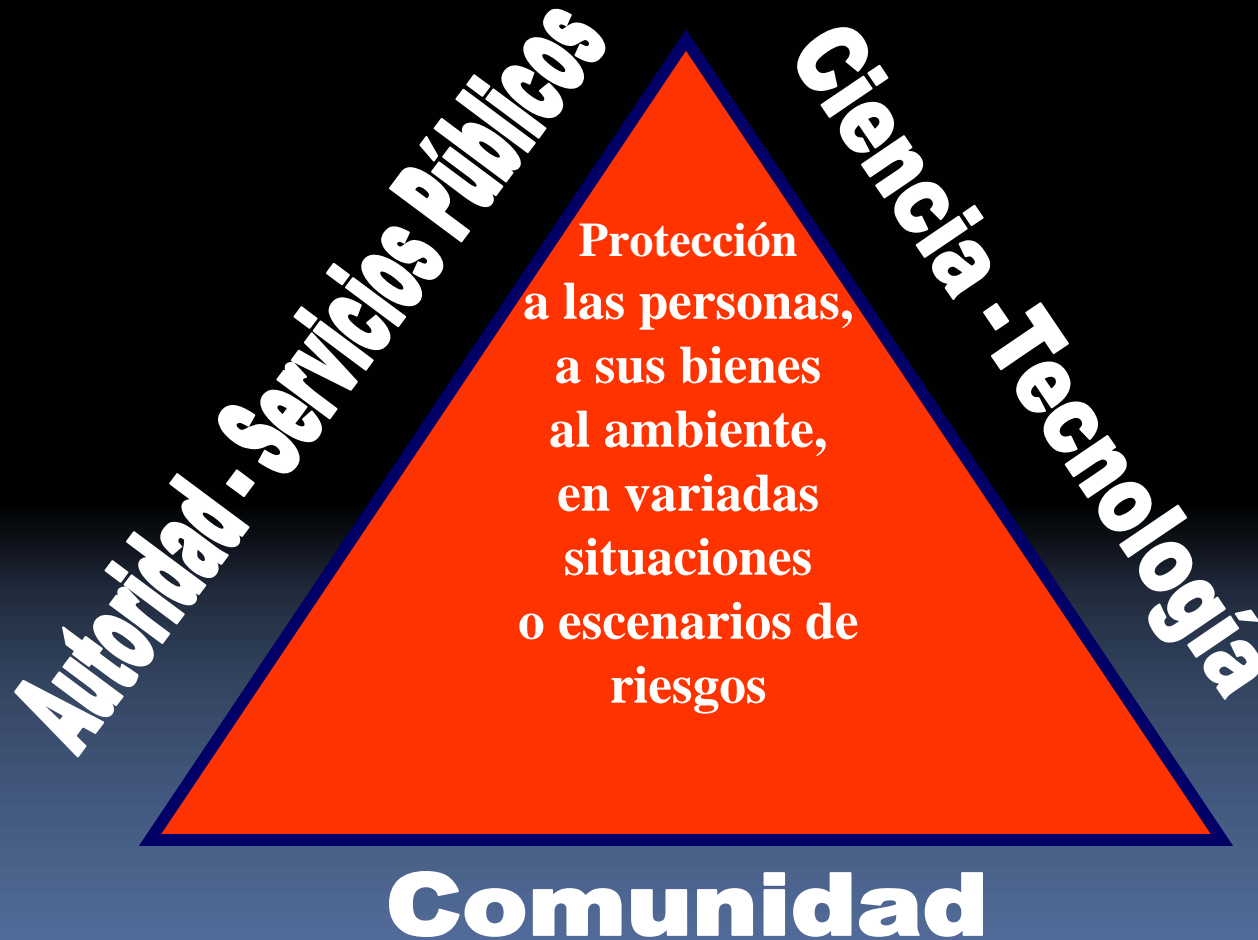 Autoridad - Servicios Públicos
Ciencia -Tecnología
Protección
a las personas,
a sus bienes
al ambiente,
en variadas
situaciones
o escenarios de
riesgos
Comunidad